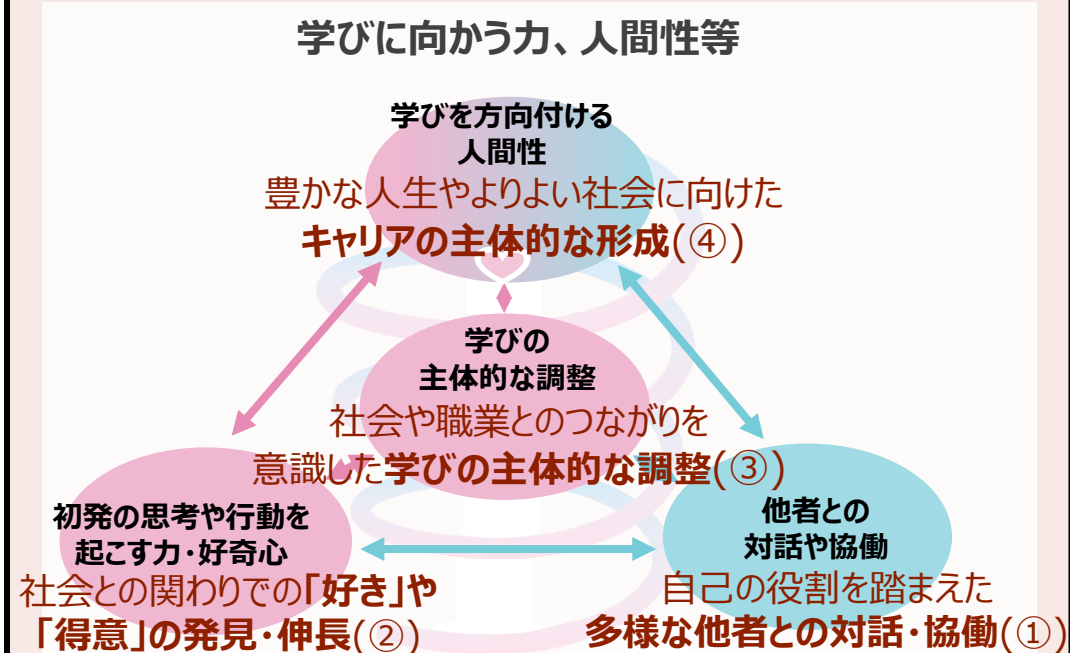 学びに向かう力、人間性等
学びを方向付ける
人間性
豊かな人生やよりよい社会に向けた
キャリアの主体的な形成(④)
学びの
主体的な調整
社会や職業とのつながりを
意識した学びの主体的な調整(③)
初発の思考や行動を
起こす力・好奇心
社会との関わりでの「好き」や
「得意」の発見・伸長(②)
他者との
対話や協働
自己の役割を踏まえた
多様な他者との対話・協働(①)